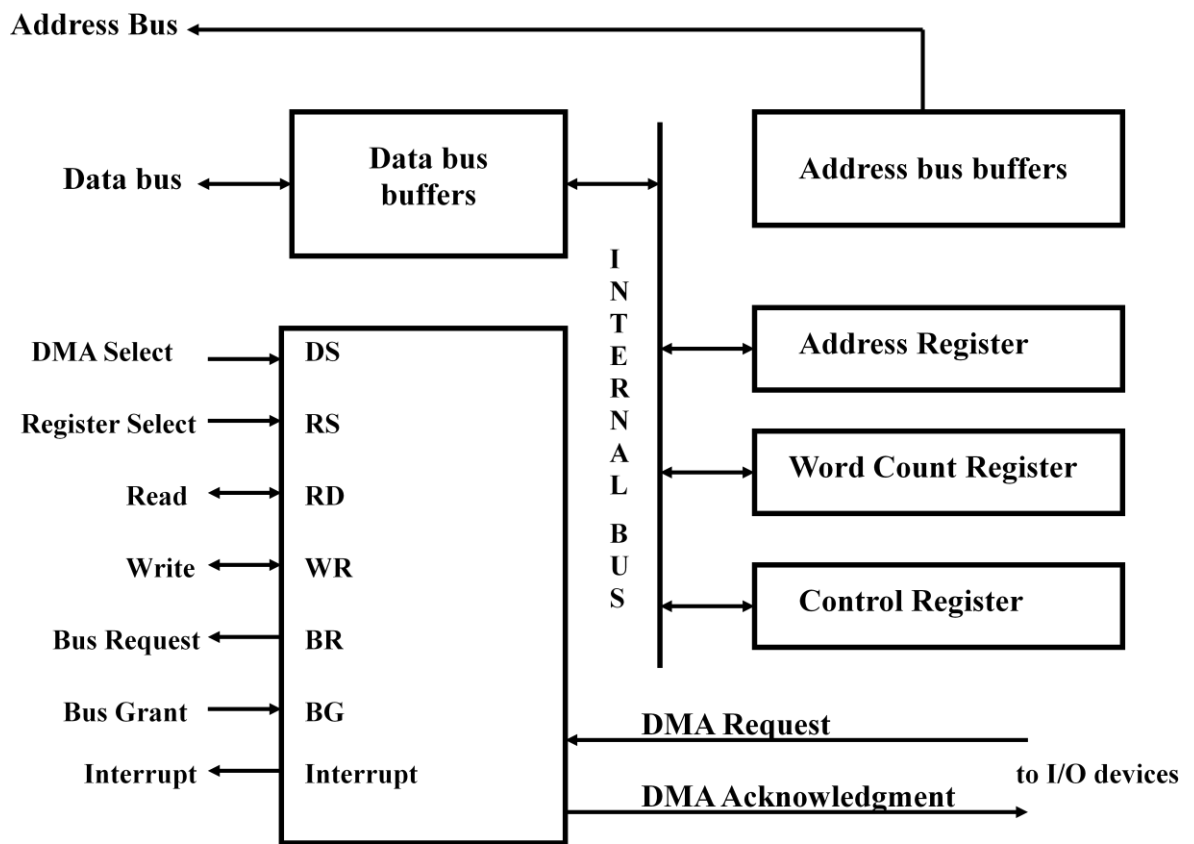 Address Bus
Data bus
Data bus
buffers
Address bus buffers
I
N
T
E
R
N
A
L
B
U
S
Address Register
Word Count Register
Control Register
DMA Select
DS
Register Select
RS
Read
RD
Write
WR
Bus Request
BR
Bus Grant
BG
Interrupt
Interrupt
DMA Request
to I/O devices
DMA Acknowledgment